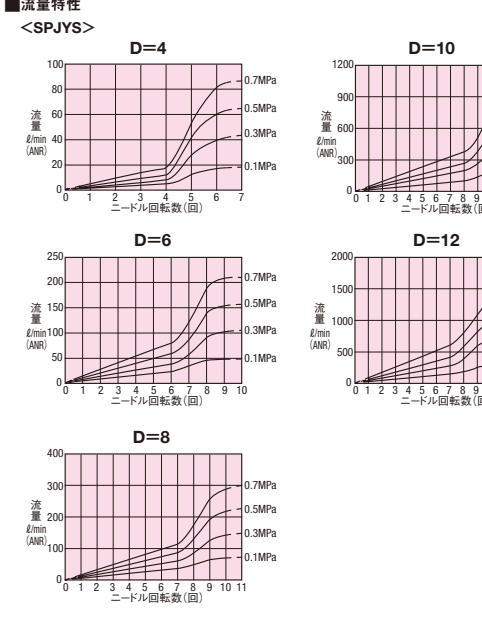 ■流量特性
＜SPJYS＞
D＝4
100
80
60
40
20
0
流量
ℓ/min
(ANR)
0.7MPa
0.5MPa
0.3MPa
0.1MPa
0 1 2 3 4 5 6 7
ニードル回転数(回)
D＝10
1200
900
600
300
0
流量
ℓ/min
(ANR)
0 1 2 3 4 5 6 7 8 9
ニードル回転数(
D＝6
250
200
150
100
50
0
流量
ℓ/min
(ANR)
0.7MPa
0.5MPa
0.3MPa
0.1MPa
0 1 2 3 4 5 6 7 8 9 10
ニードル回転数(回)
D＝12
2000
1500
1000
500
0
流量
ℓ/min
(ANR)
0 1 2 3 4 5 6 7 8 9
ニードル回転数(
D＝8
400
300
200
100
0
流量
ℓ/min
(ANR)
0.7MPa
0.5MPa
0.3MPa
0.1MPa
0 1 2 3 4 5 6 7 8 9 10 11
ニードル回転数(回)